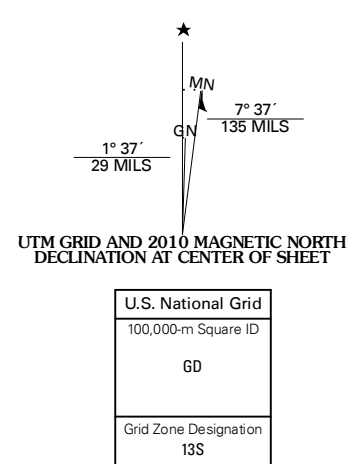 ★
MN
7° 37´
135 MILS
GN
1° 37´
29 MILS
UTM GRID AND 2010 MAGNETIC NORTH
DECLINATION AT CENTER OF SHEET
U.S. National Grid
100,000-m Square ID
GD
Grid Zone Designation
13S